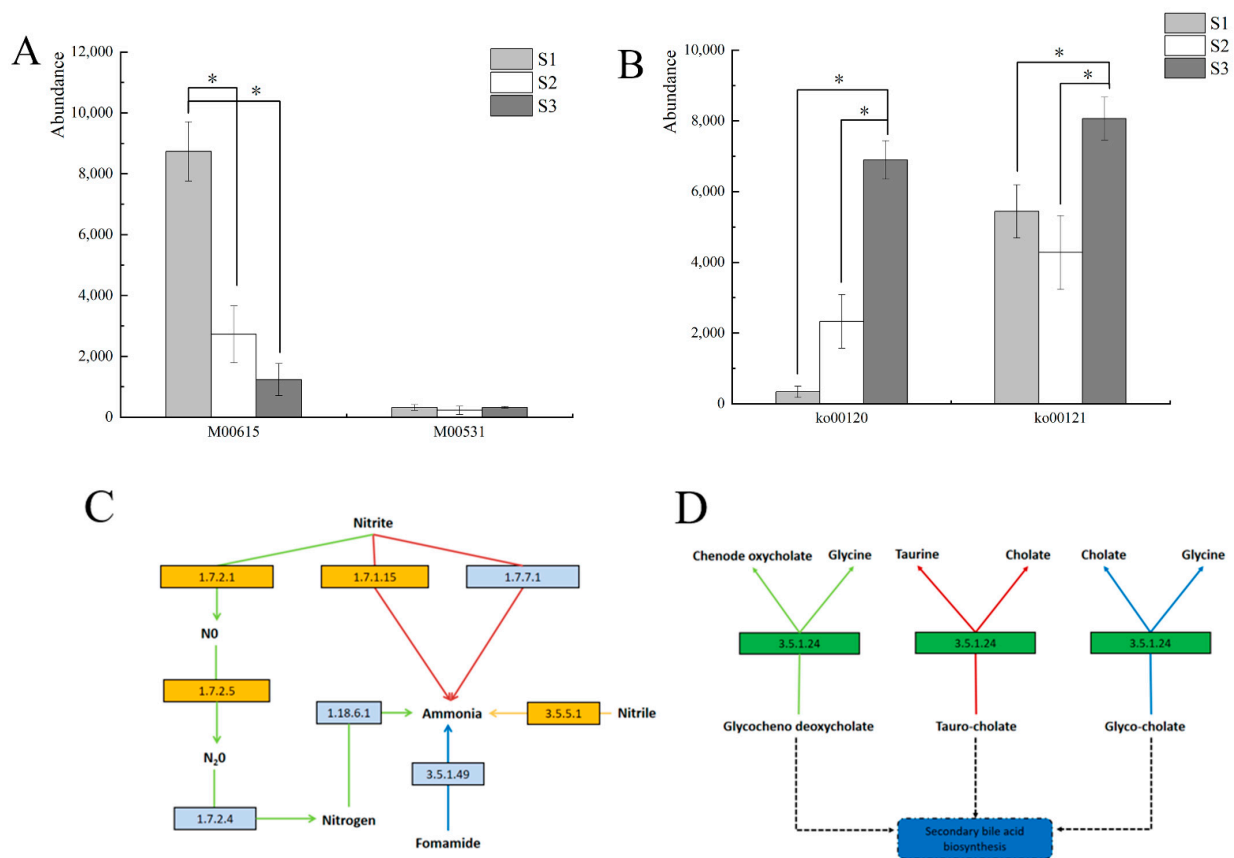 A
Abundance
12,000
10,000
8,000
6,000
4,000
2,000
0
S1
S2
S3
*
*
M00615
M00531
B
Abundance
10,000
8,000
6,000
4,000
2,000
0
S1
S2
S3
*
*
*
*
ko00120
ko00121
C
Nitrite
1.7.2.1
1.7.1.15
1.7.7.1
N0
1.7.2.5
1.18.6.1
Ammonia
3.5.5.1
Nitrile
N₂0
3.5.1.49
1.7.2.4
Nitrogen
Fomamide
D
Chenode oxycholate
Glycine
Taurine
Cholate
Cholate
Glycine
3.5.1.24
3.5.1.24
3.5.1.24
Glycocheno deoxycholate
Tauro-cholate
Glyco-cholate
Secondary bile acid
biosynthesis